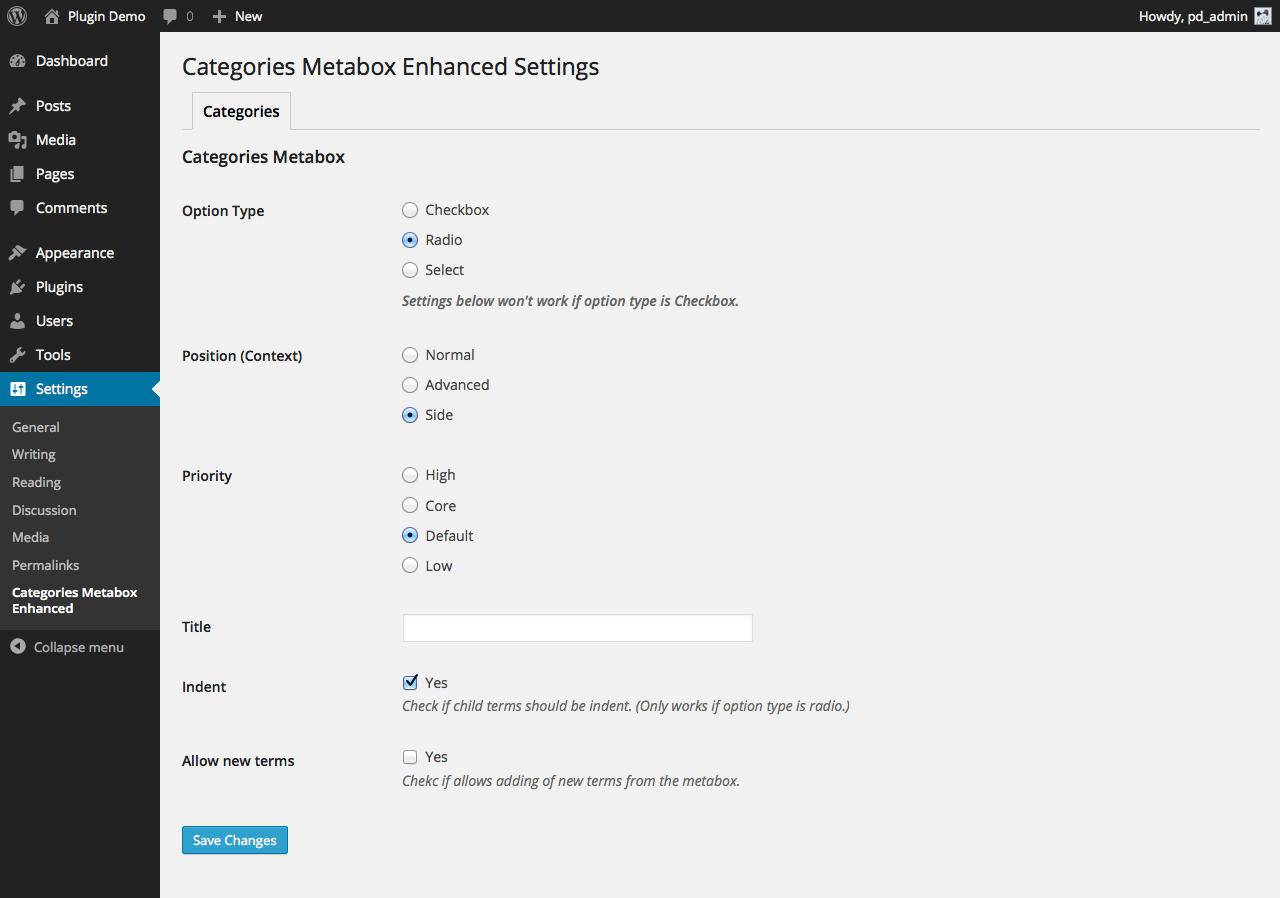 Plugin Demo 0 New Howdy, pd_admin
Dashboard
Posts
Media
Pages
Comments
Appearance
Plugins
Users
Tools
Settings
General
Writing
Reading
Discussion
Media
Permalinks
Categories Metabox
Enhanced
Collapse menu
Categories Metabox Enhanced Settings
Categories
Categories Metabox
Option Type
Checkbox
Radio
Select
Settings below won't work if option type is Checkbox.
Position (Context)
Normal
Advanced
Side
Priority
High
Core
Default
Low
Title
Indent
Yes
Check if child terms should be indent. (Only works if option type is radio.)
Allow new terms
Yes
Chekc if allows adding of new terms from the metabox.
Save Changes